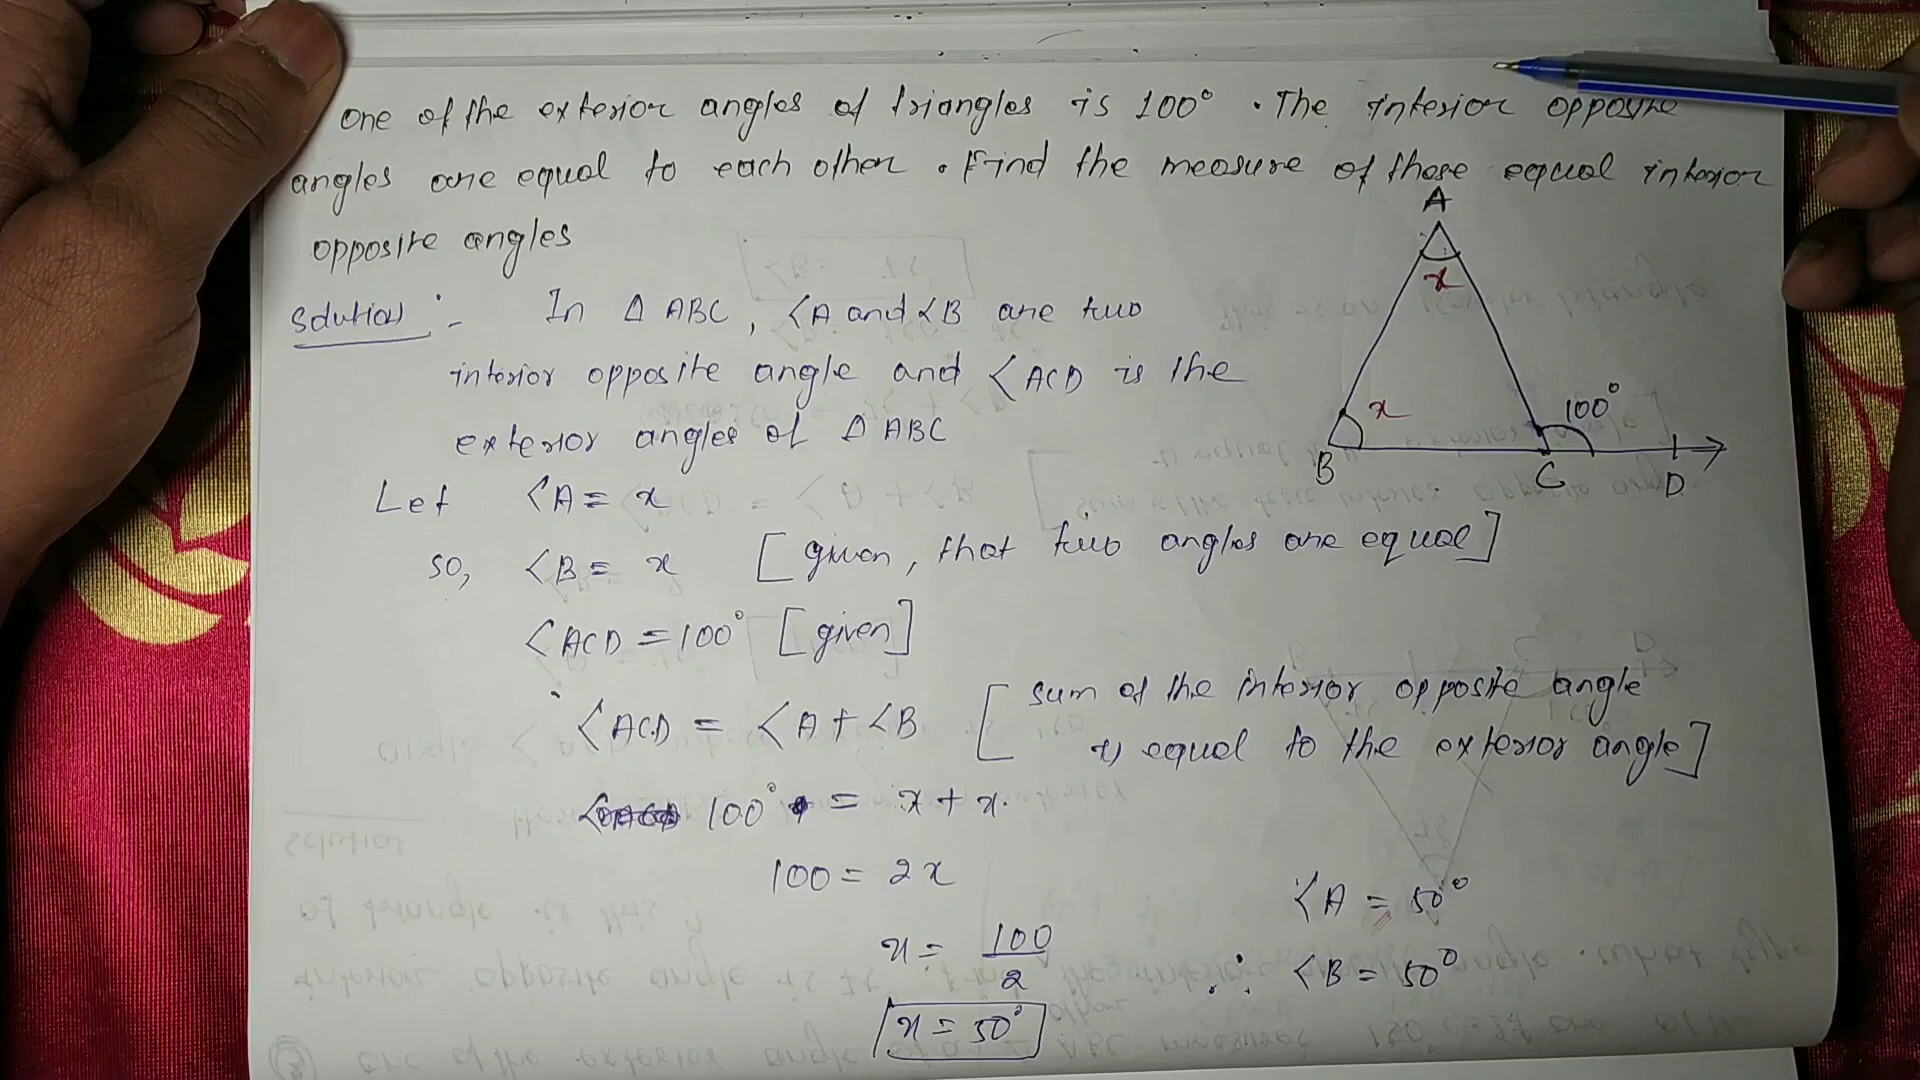 one of the exterior angles of triangles is 100° . The interior opposite
angles are equal to each other . Find the measure of those equal interior
opposite angles
Solution :- In Δ ABC, ∠A and ∠B are two
interior opposite angle and ∠ACD is the
exterior angles of Δ ABC
Let ∠A = x
so, ∠B = x [given, that two angles are equal]
∠ACD = 100° [given]
∠ACD = ∠A + ∠B [sum of the interior opposite angle
is equal to the exterior angle]
100° = x + x.
100 = 2x
x = 100/2
x = 50°
∠A = 50°
∴ ∠B = 50°
A
x
x
100°
B
C
D